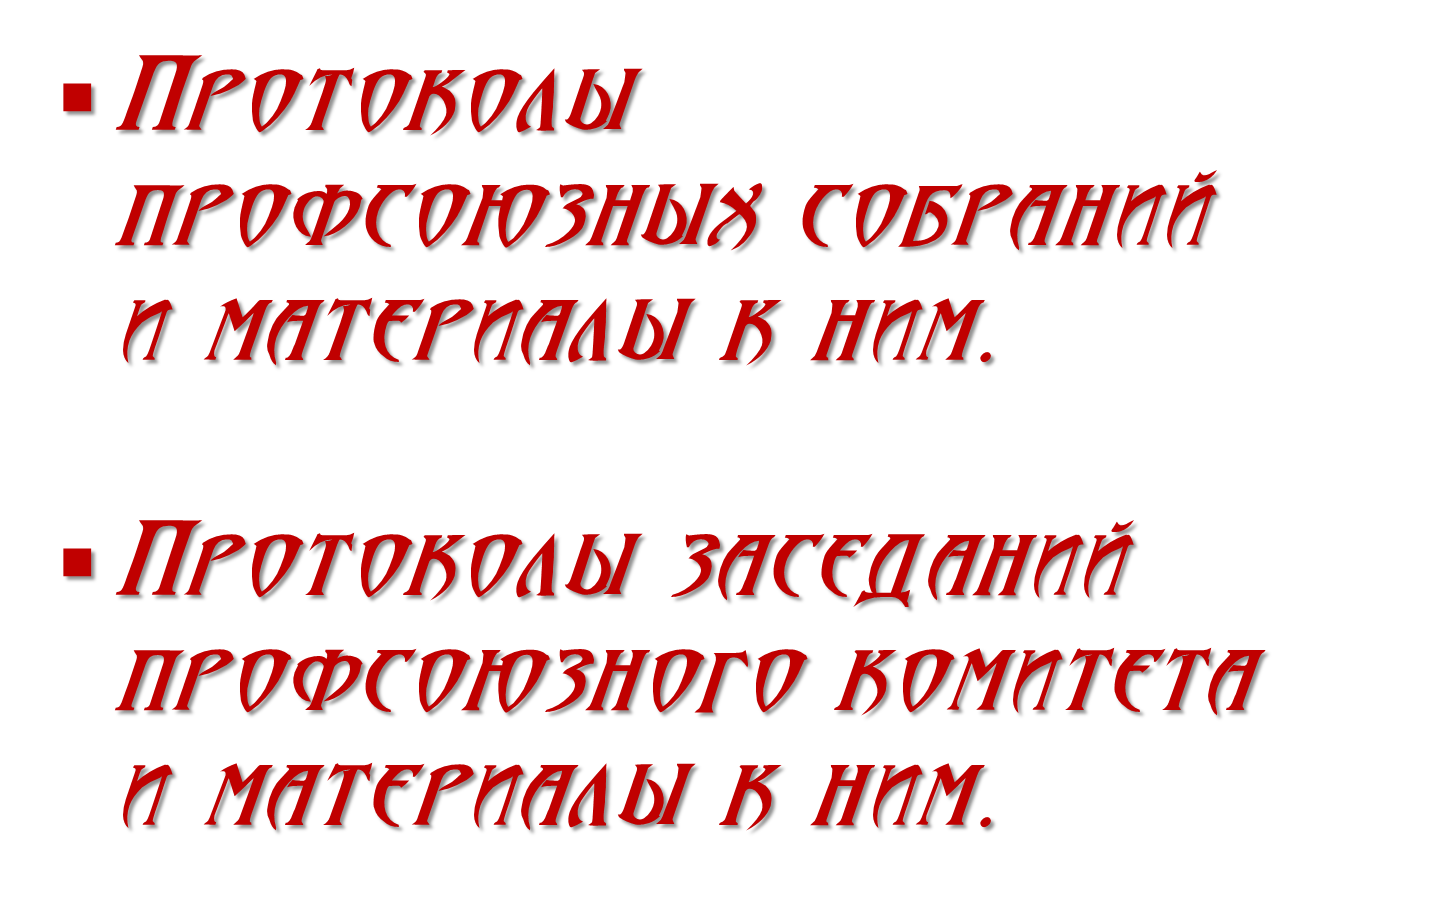 ▪ Протоколы
профсоюзных собраний
и материалы к ним.
▪ Протоколы заседаний
профсоюзного комитета
и материалы к ним.